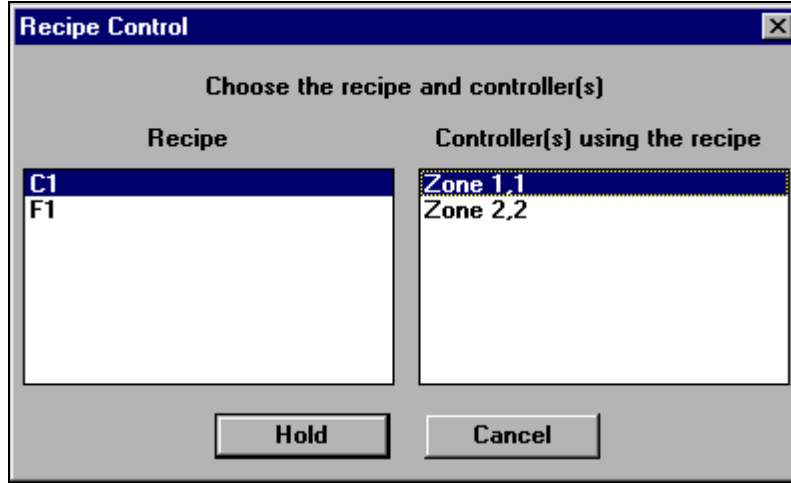 Recipe Control
Choose the recipe and controller(s)
Recipe
Controller(s) using the recipe
C1
F1
Zone 1,1
Zone 2,2
Hold
Cancel